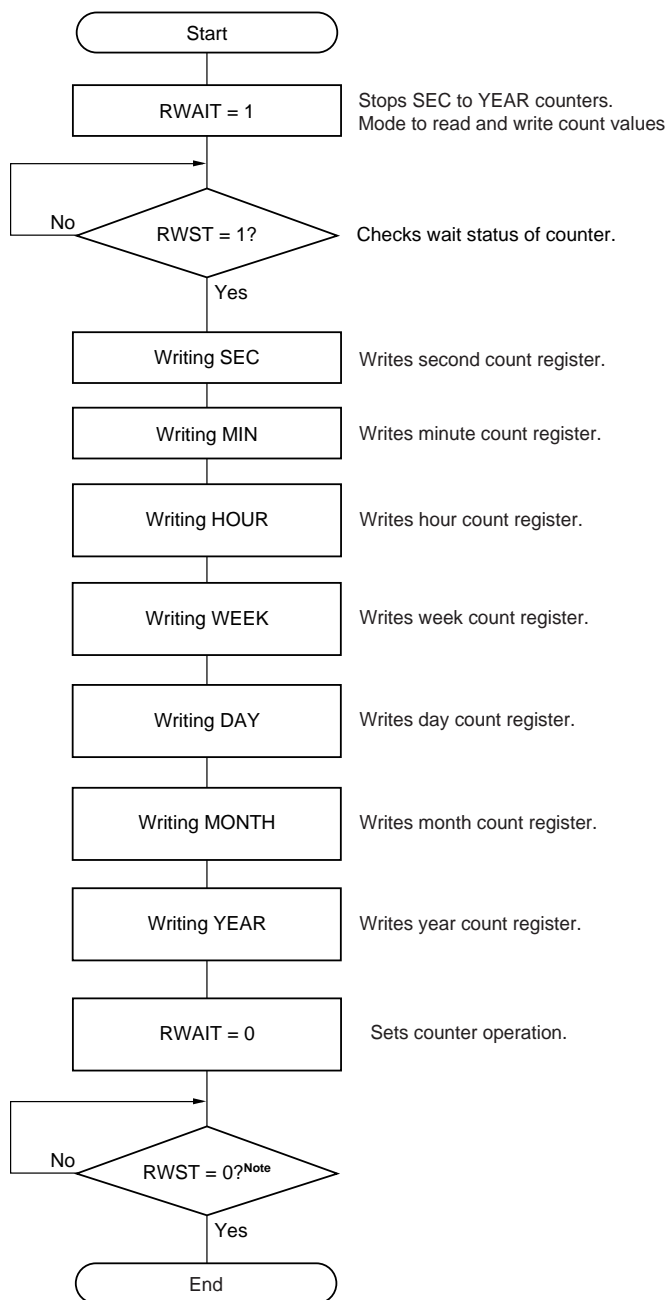 Start
RWAIT = 1
Stops SEC to YEAR counters.
Mode to read and write count values
No
RWST = 1?
Checks wait status of counter.
Yes
Writing SEC
Writes second count register.
Writing MIN
Writes minute count register.
Writing HOUR
Writes hour count register.
Writing WEEK
Writes week count register.
Writing DAY
Writes day count register.
Writing MONTH
Writes month count register.
Writing YEAR
Writes year count register.
RWAIT = 0
Sets counter operation.
No
RWST = 0?Note
Yes
End